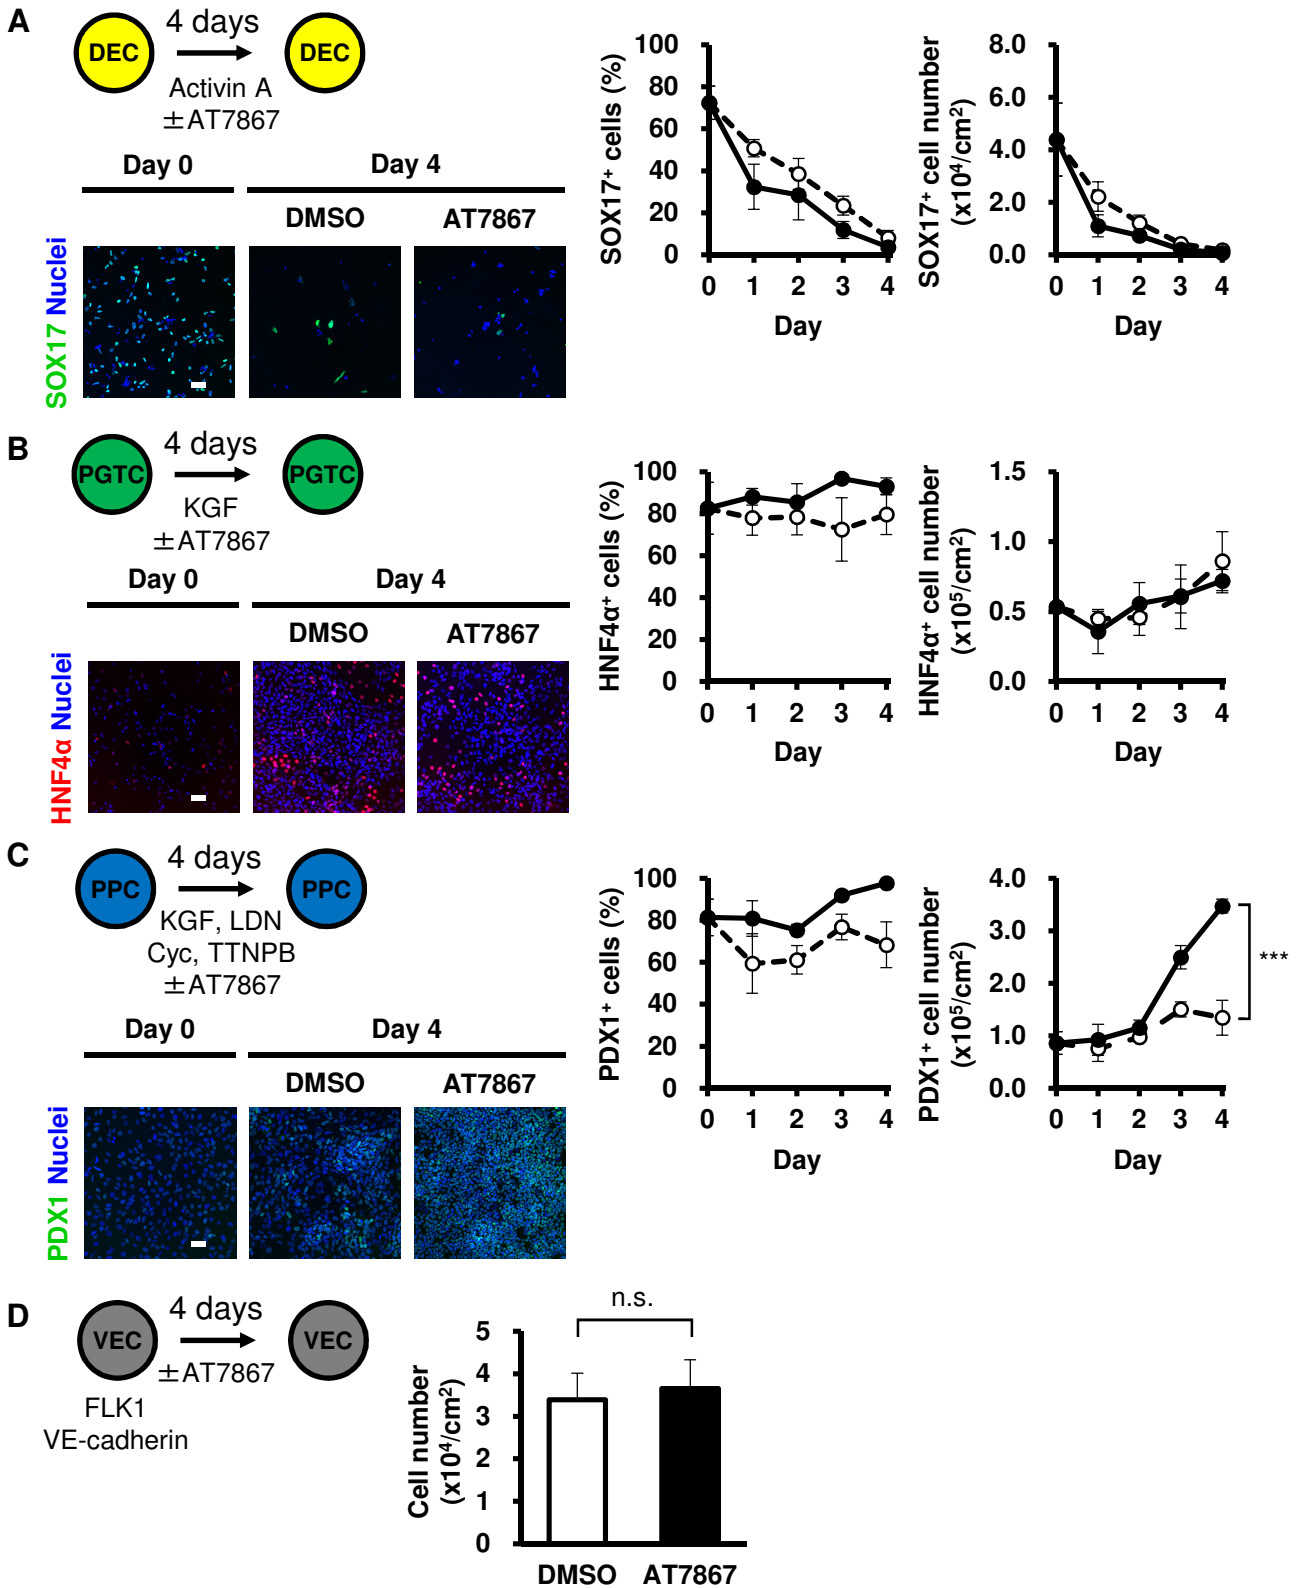 A
4 days
DEC
DEC
Activin A
±AT7867
Day 0
Day 4
DMSO
AT7867
SOX17 Nuclei
SOX17⁺ cells (%)
100
80
60
40
20
0
0 1 2 3 4
Day
SOX17⁺ cell number
(x10⁴/cm²)
8.0
6.0
4.0
2.0
0.0
0 1 2 3 4
Day
B
4 days
PGTC
PGTC
KGF
±AT7867
Day 0
Day 4
DMSO
AT7867
HNF4α Nuclei
HNF4α⁺ cells (%)
100
80
60
40
20
0
0 1 2 3 4
Day
HNF4α⁺ cell number
(x10⁵/cm²)
1.5
1.0
0.5
0.0
0 1 2 3 4
Day
C
4 days
PPC
PPC
KGF, LDN
Cyc, TTNPB
±AT7867
Day 0
Day 4
DMSO
AT7867
PDX1 Nuclei
PDX1⁺ cells (%)
100
80
60
40
20
0
0 1 2 3 4
Day
PDX1⁺ cell number
(x10⁵/cm²)
4.0
3.0
2.0
1.0
0.0
0 1 2 3 4
Day
***
D
4 days
VEC
VEC
±AT7867
FLK1
VE-cadherin
Cell number
(x10⁴/cm²)
5
4
3
2
1
0
n.s.
DMSO
AT7867